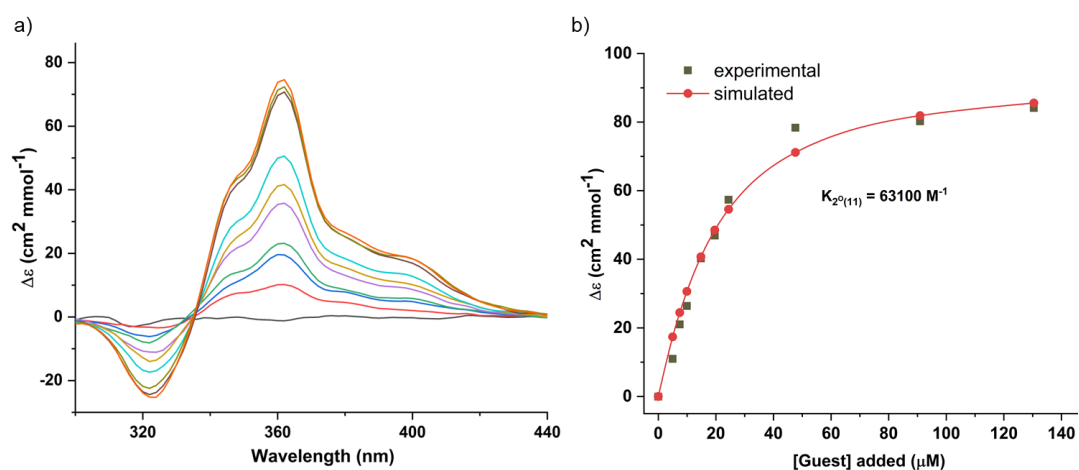 a)
80
60
40
20
0
-20
320
360
400
440
Δε (cm² mmol⁻¹)
Wavelength (nm)
b)
100
80
60
40
20
0
0
20
40
60
80
100
120
140
experimental
simulated
K₂º₍₁₁₎ = 63100 M⁻¹
Δε (cm² mmol⁻¹)
[Guest] added (μM)